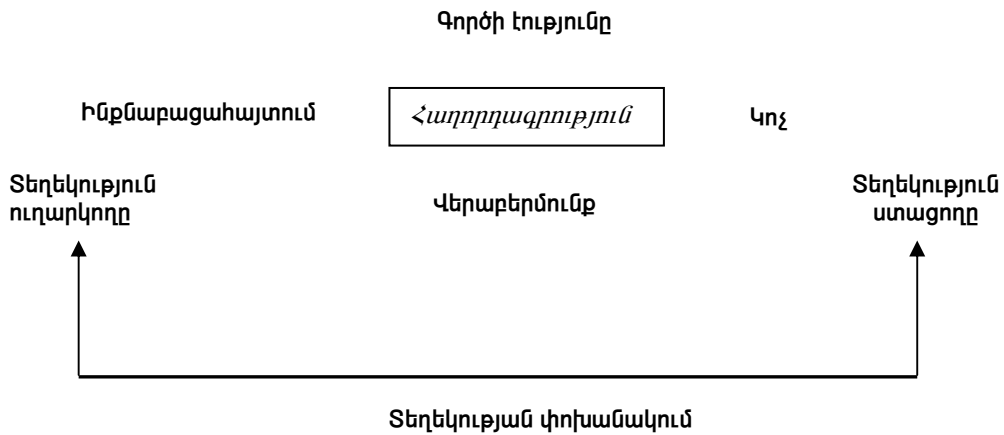 Գործի էությունը
Ինքնաբացահայտում
Հաղորդագրություն
Կոչ
Տեղեկություն
ուղարկողը
Վերաբերմունք
Տեղեկություն
ստացողը
Տեղեկության փոխանակում